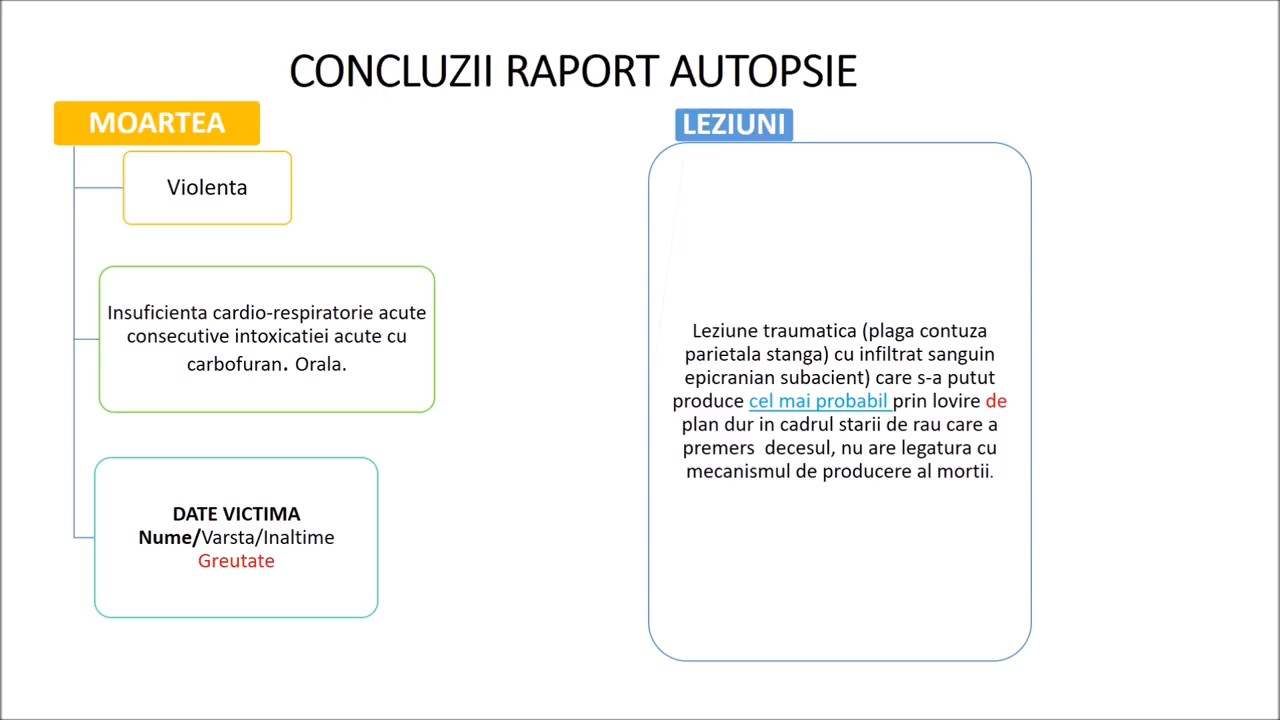 CONCLUZII RAPORT AUTOPSIE
MOARTEA
Violenta
Insuficienta cardio-respiratorie acute
consecutive intoxicatiei acute cu
carbofuran. Orala.
DATE VICTIMA
Nume/Varsta/Inaltime
Greutate
LEZIUNI
Leziune traumatica (plaga contuza
parietala stanga) cu infiltrat sanguin
epicranian subacient) care s-a putut
produce cel mai probabil prin lovire de
plan dur in cadrul starii de rau care a
premers decesul, nu are legatura cu
mecanismul de producere al mortii.